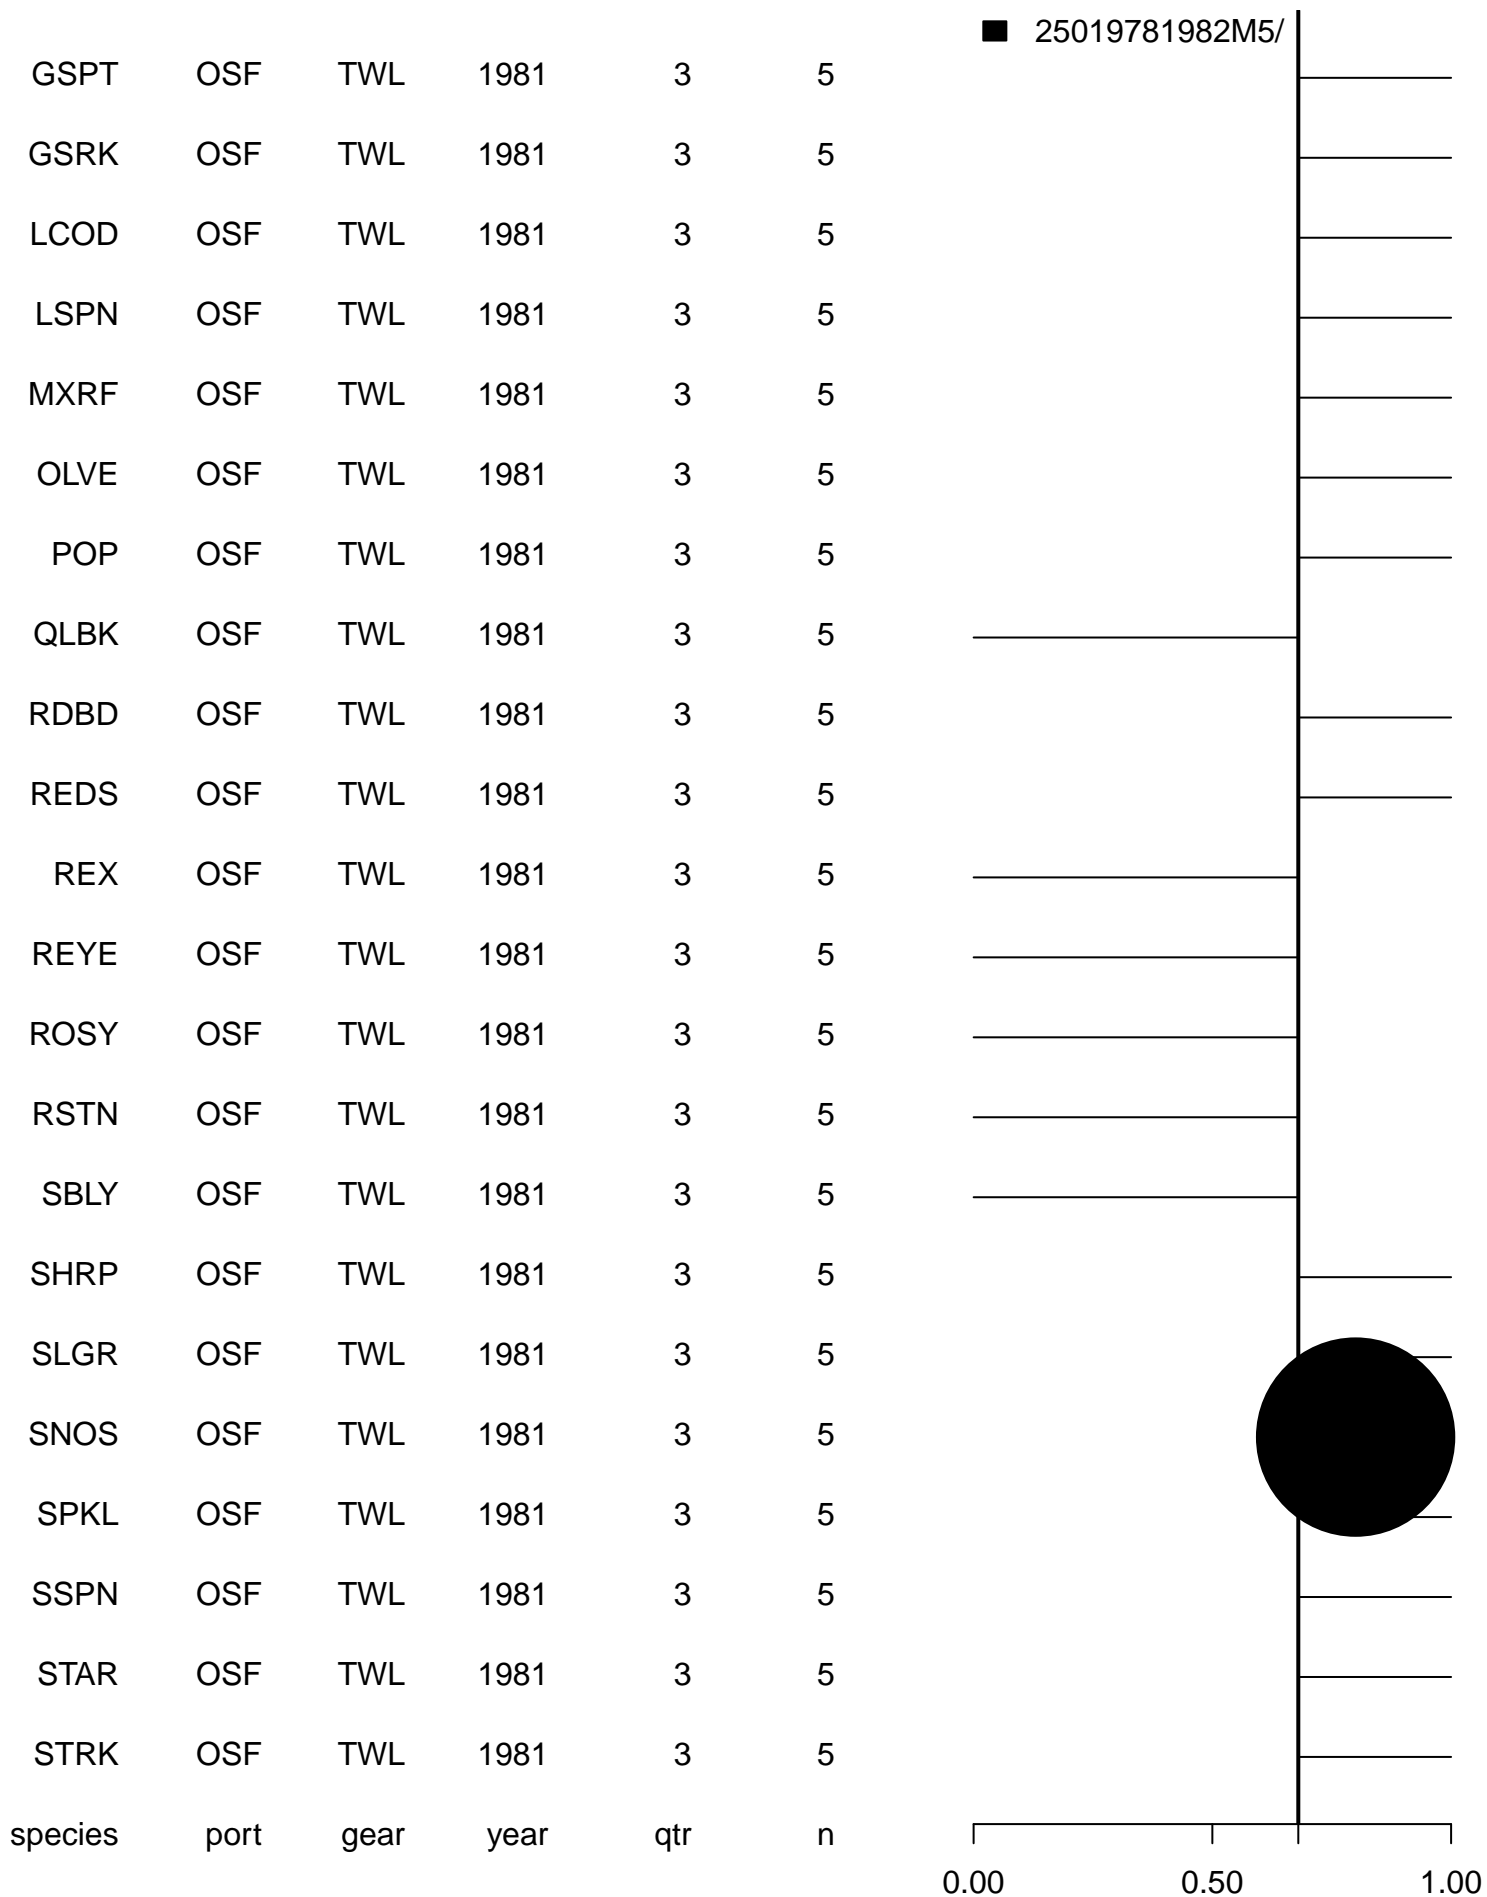 25019781982M5/
GSPT OSF TWL 1981 3 5
GSRK OSF TWL 1981 3 5
LCOD OSF TWL 1981 3 5
LSPN OSF TWL 1981 3 5
MXRF OSF TWL 1981 3 5
OLVE OSF TWL 1981 3 5
POP OSF TWL 1981 3 5
QLBK OSF TWL 1981 3 5
RDBD OSF TWL 1981 3 5
REDS OSF TWL 1981 3 5
REX OSF TWL 1981 3 5
REYE OSF TWL 1981 3 5
ROSY OSF TWL 1981 3 5
RSTN OSF TWL 1981 3 5
SBLY OSF TWL 1981 3 5
SHRP OSF TWL 1981 3 5
SLGR OSF TWL 1981 3 5
SNOS OSF TWL 1981 3 5
SPKL OSF TWL 1981 3 5
SSPN OSF TWL 1981 3 5
STAR OSF TWL 1981 3 5
STRK OSF TWL 1981 3 5
species port gear year qtr n
0.00 0.50 1.00